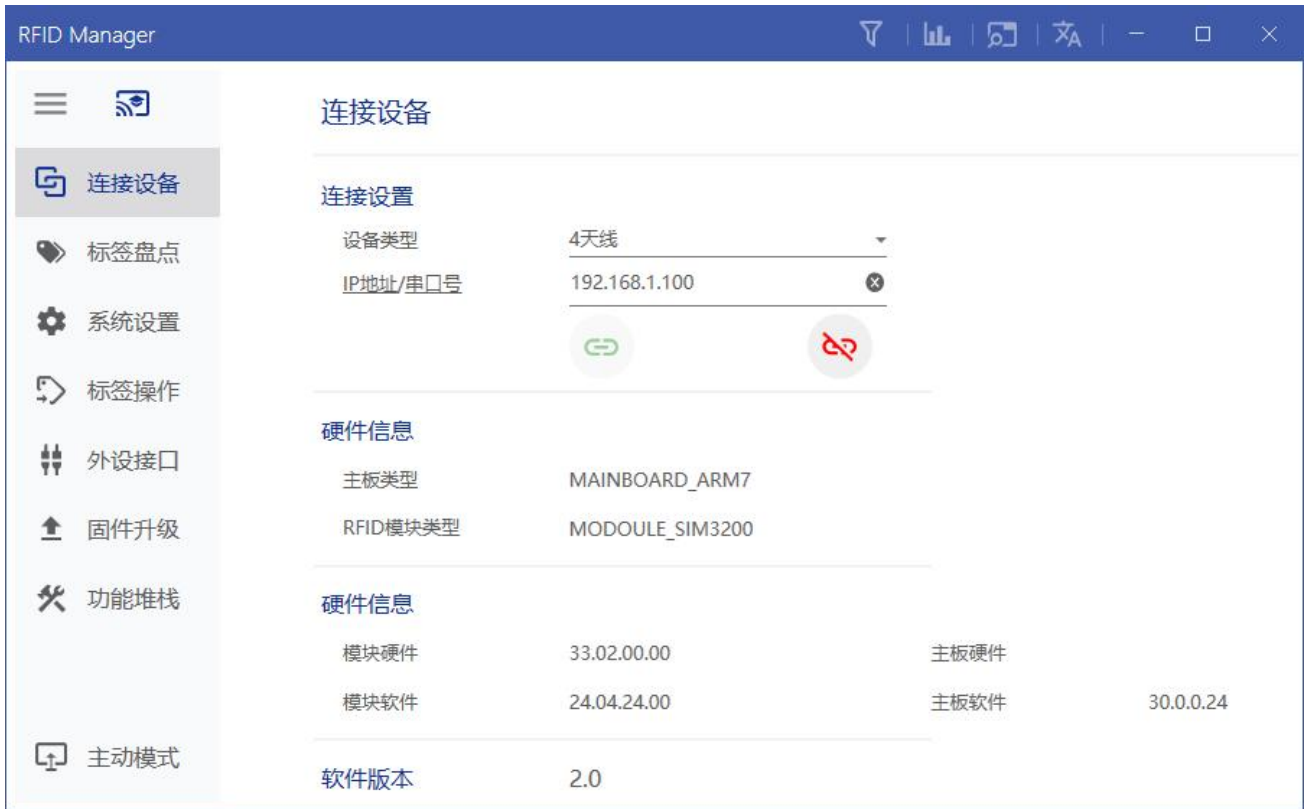 RFID Manager
连接设备
连接设备
连接设置
标签盘点
设备类型 4天线
IP地址/串口号 192.168.1.100
系统设置
标签操作
硬件信息
外设接口
主板类型 MAINBOARD_ARM7
固件升级
RFID模块类型 MODOULE_SIM3200
功能堆栈
硬件信息
模块硬件 33.02.00.00 主板硬件
模块软件 24.04.24.00 主板软件 30.0.0.24
主动模式
软件版本 2.0